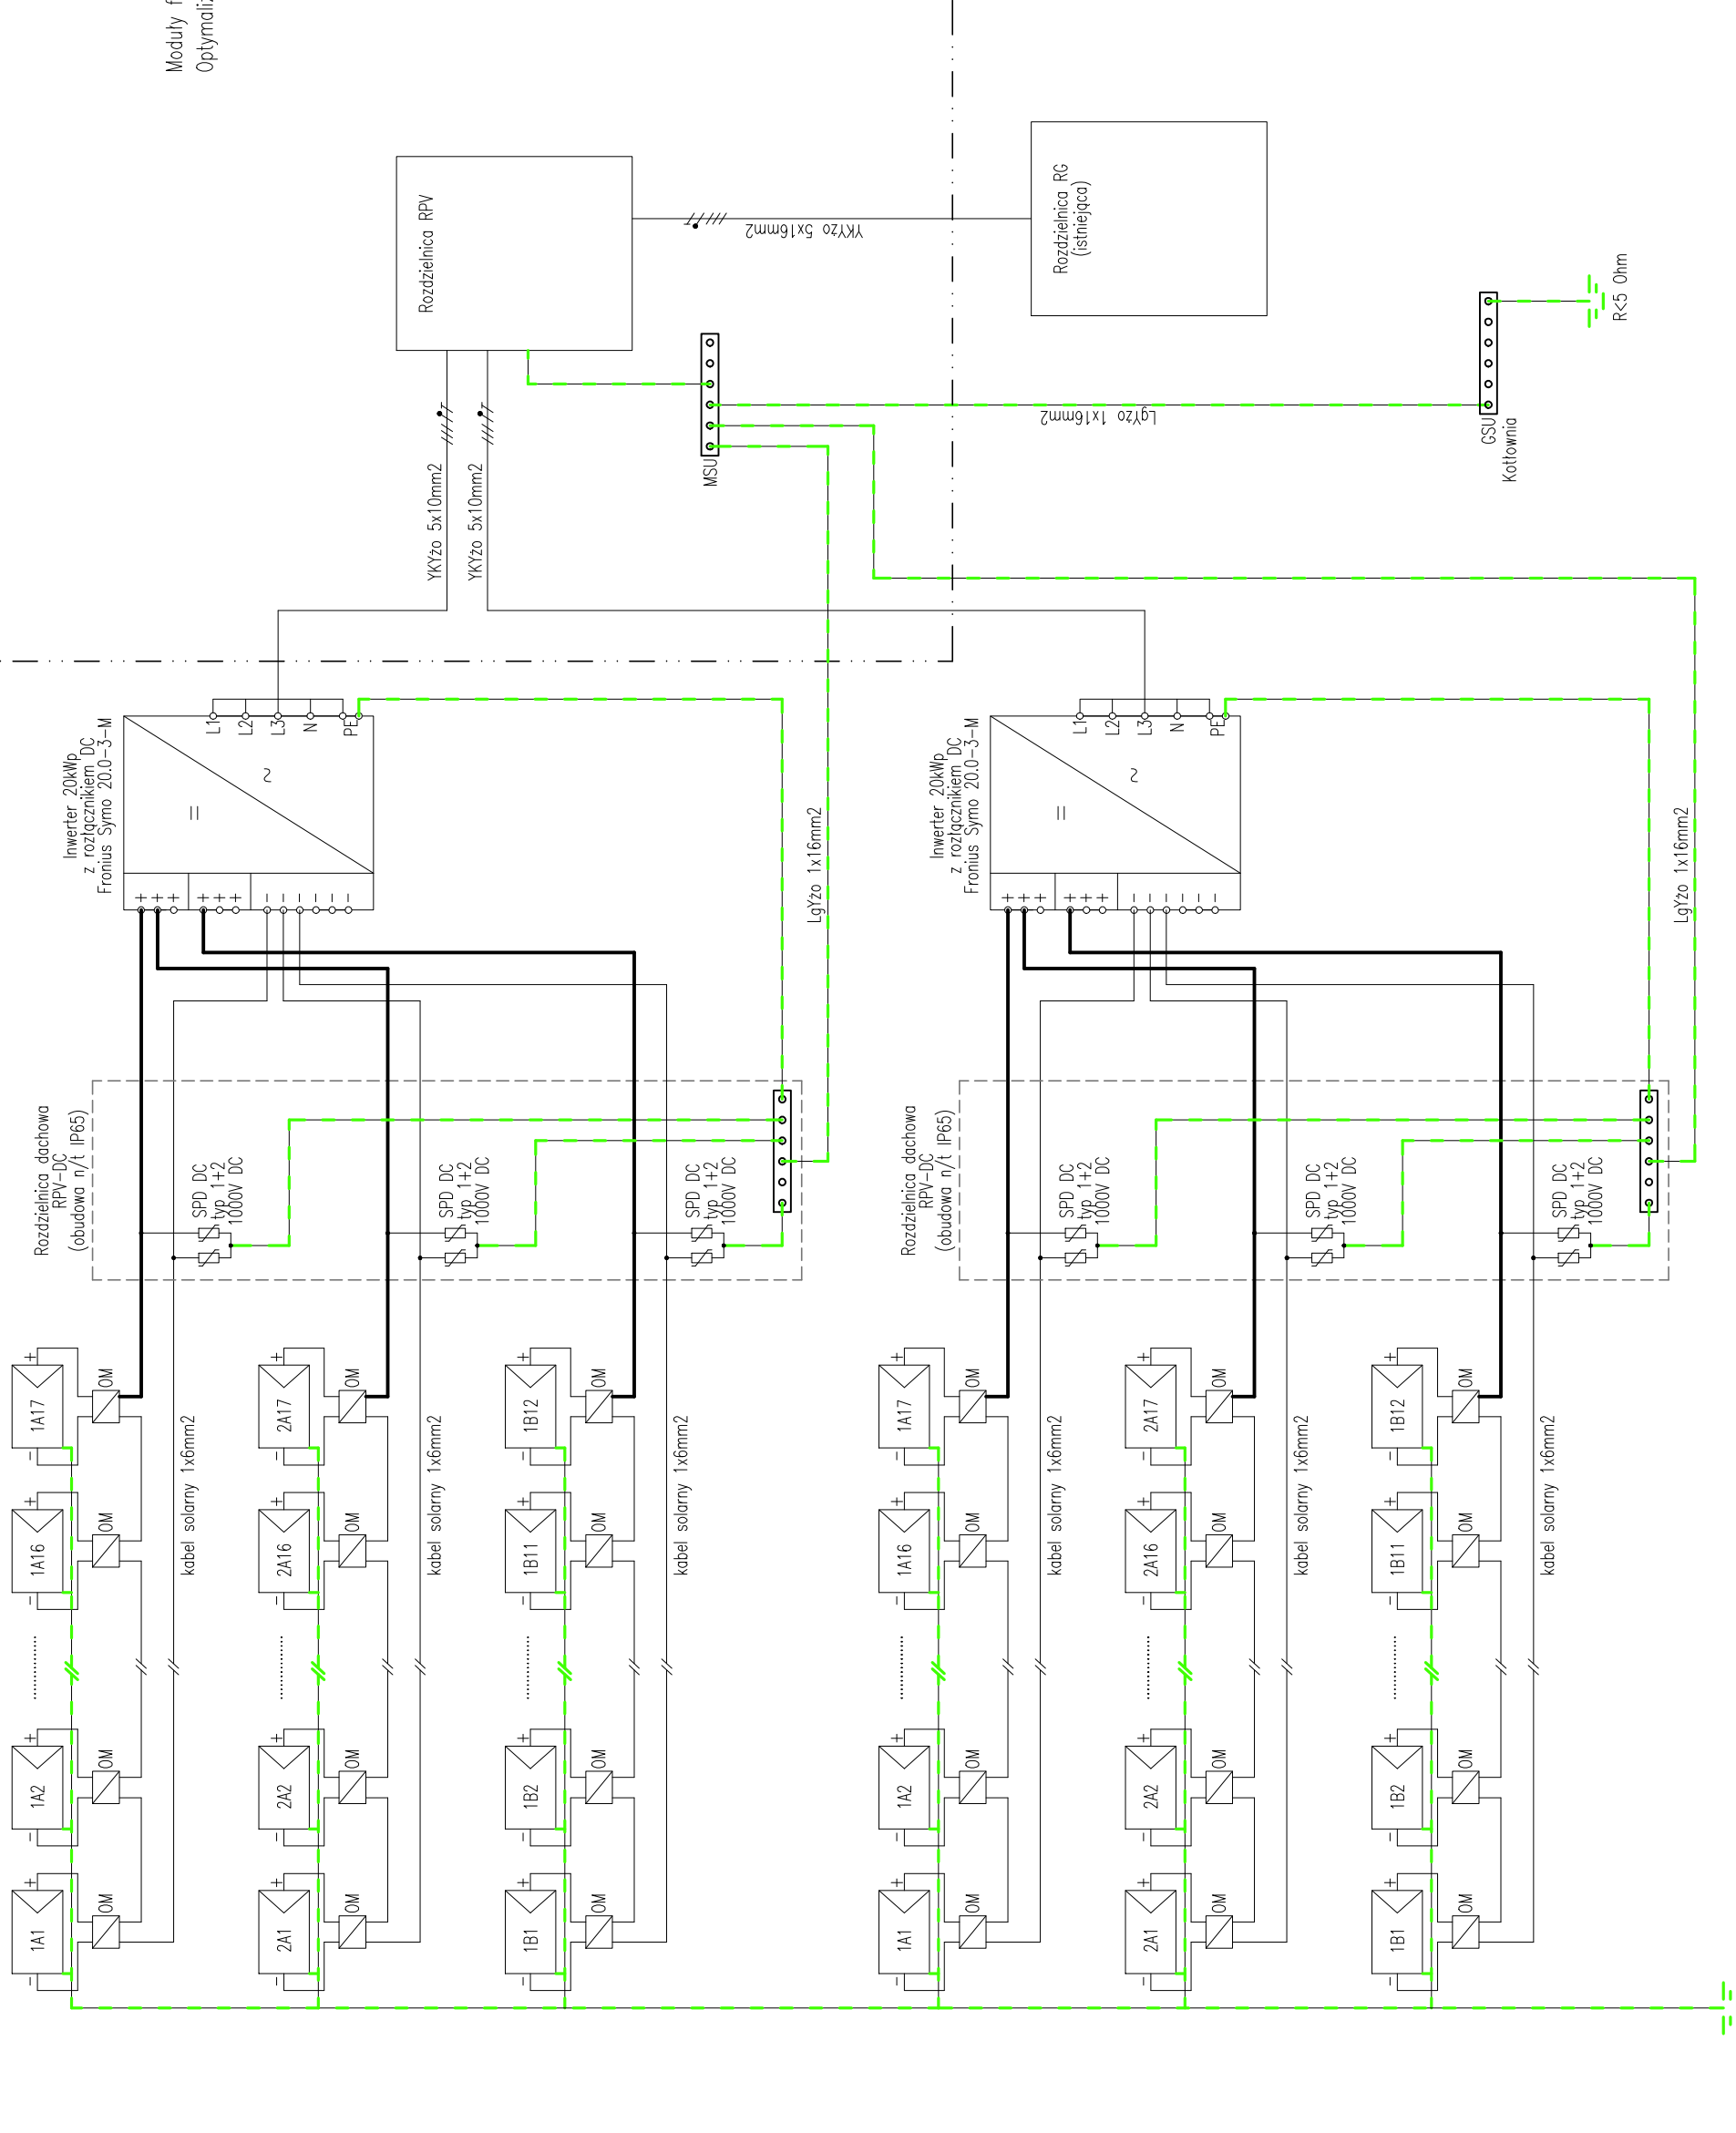 Moduły f
Optymaliz
- 1A1 +
- 1A2 +
..............
- 1A16 +
- 1A17 +
OM
OM
OM
OM
kabel solarny 1x6mm2
Rozdzielnica dachowa
RPV-DC
(obudowa n/t IP65)
SPD DC
typ 1+2
1000V DC
Inwerter 20kWp
z rozłącznikiem DC
Fronius Symo 20.0-3-M
+
+
+
+
+
+
-
-
-
-
-
-
=
~
L1
L2
L3
N
PE
- 2A1 +
- 2A2 +
..............
- 2A16 +
- 2A17 +
OM
OM
OM
OM
kabel solarny 1x6mm2
SPD DC
typ 1+2
1000V DC
YKYżo 5x10mm2
YKYżo 5x10mm2
Rozdzielnica RPV
- 1B1 +
- 1B2 +
..............
- 1B11 +
- 1B12 +
OM
OM
OM
OM
kabel solarny 1x6mm2
SPD DC
typ 1+2
1000V DC
MSU
YKYżo 5x16mm2
LgYżo 1x16mm2
- 1A1 +
- 1A2 +
..............
- 1A16 +
- 1A17 +
OM
OM
OM
OM
kabel solarny 1x6mm2
Rozdzielnica dachowa
RPV-DC
(obudowa n/t IP65)
SPD DC
typ 1+2
1000V DC
Inwerter 20kWp
z rozłącznikiem DC
Fronius Symo 20.0-3-M
+
+
+
+
+
+
-
-
-
-
-
-
=
~
L1
L2
L3
N
PE
LgYżo 1x16mm2
Rozdzielnica RG
(istniejąca)
- 2A1 +
- 2A2 +
..............
- 2A16 +
- 2A17 +
OM
OM
OM
OM
kabel solarny 1x6mm2
SPD DC
typ 1+2
1000V DC
- 1B1 +
- 1B2 +
..............
- 1B11 +
- 1B12 +
OM
OM
OM
OM
kabel solarny 1x6mm2
SPD DC
typ 1+2
1000V DC
GSU
Kotłownia
R<5 Ohm
LgYżo 1x16mm2